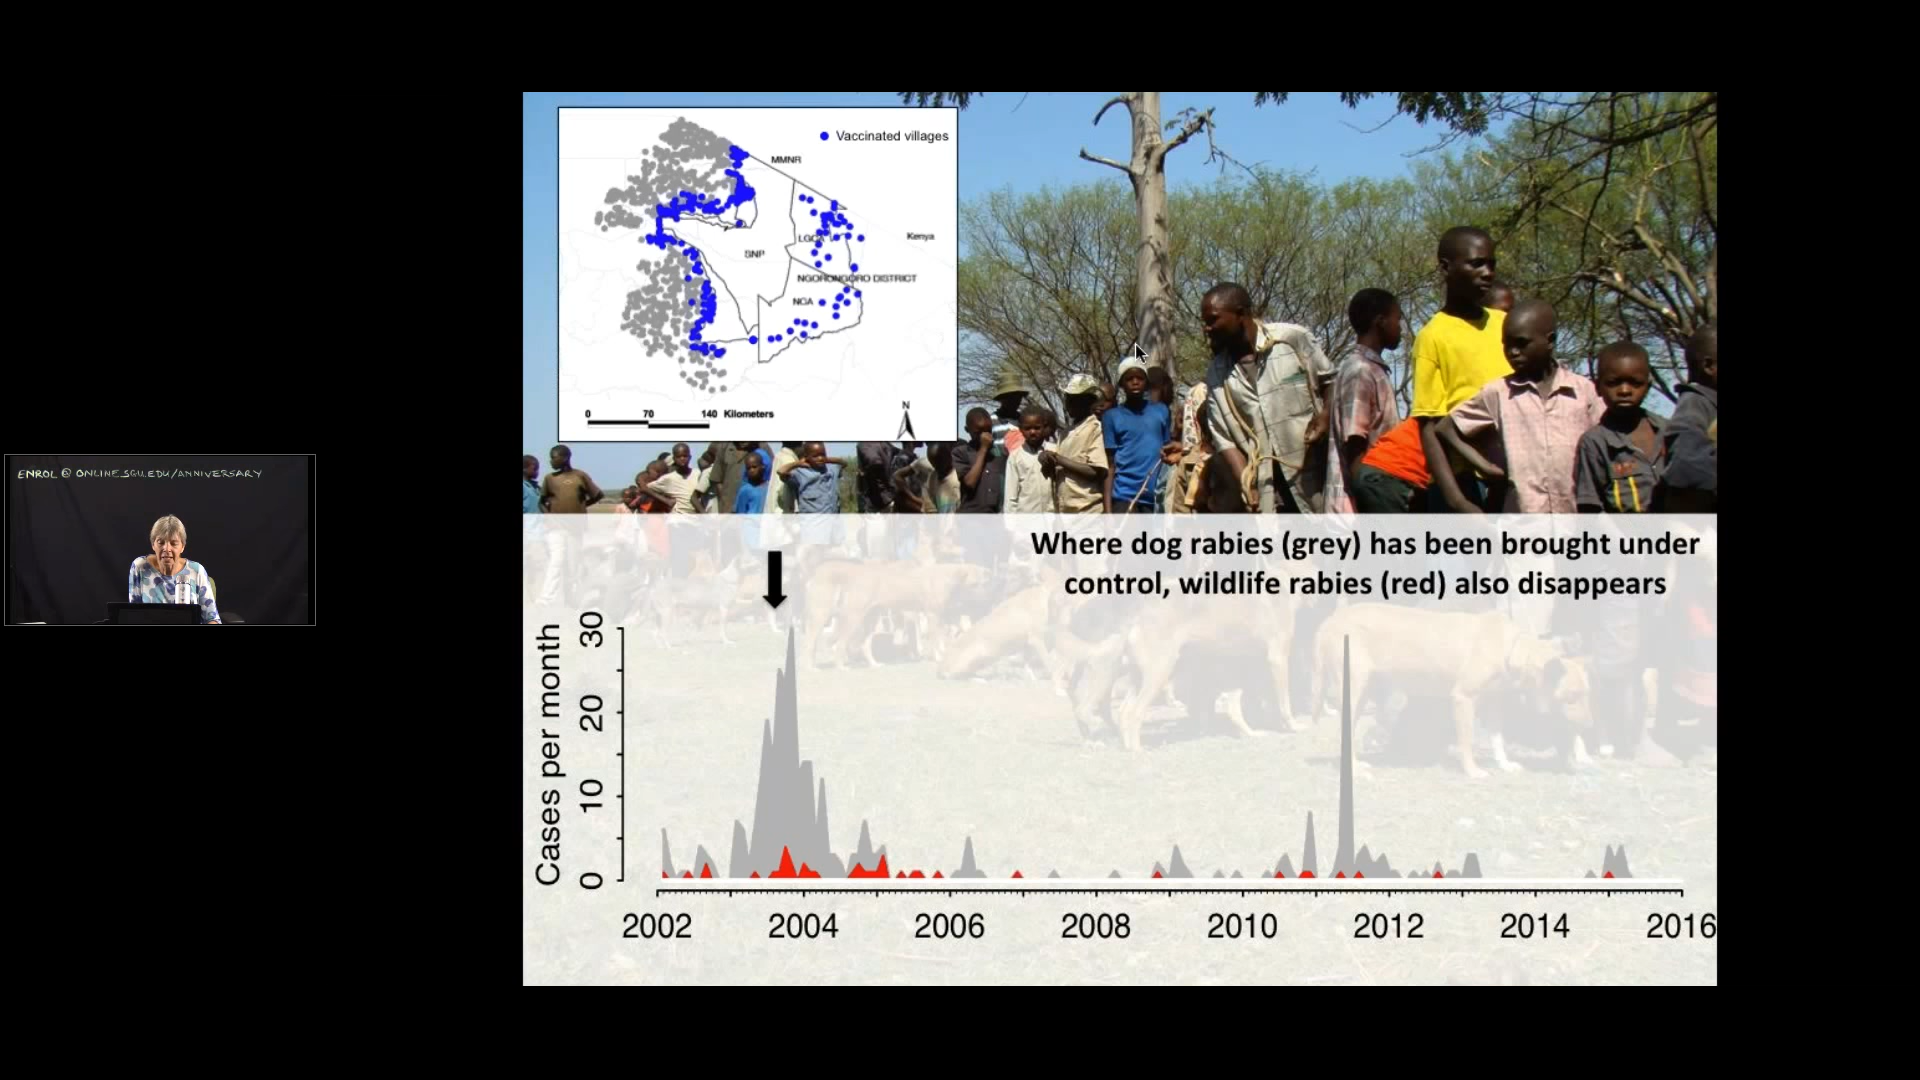 ENROL @ ONLINE.SGU.EDU/ANNIVERSARY
Vaccinated villages
MMNR
Kenya
LGCA
SNP
NGORONGORO DISTRICT
NCA
0 70 140 Kilometers
N
Where dog rabies (grey) has been brought under
control, wildlife rabies (red) also disappears
Cases per month
30
20
10
0
2002 2004 2006 2008 2010 2012 2014 2016